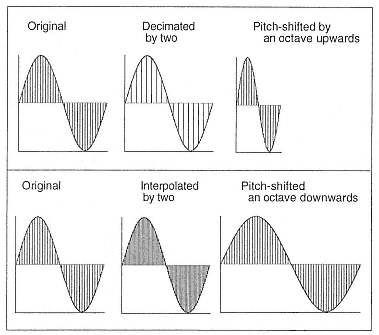 Original
Decimated
by two
Pitch-shifted by
an octave upwards
Original
Interpolated
by two
Pitch-shifted
an octave downwards